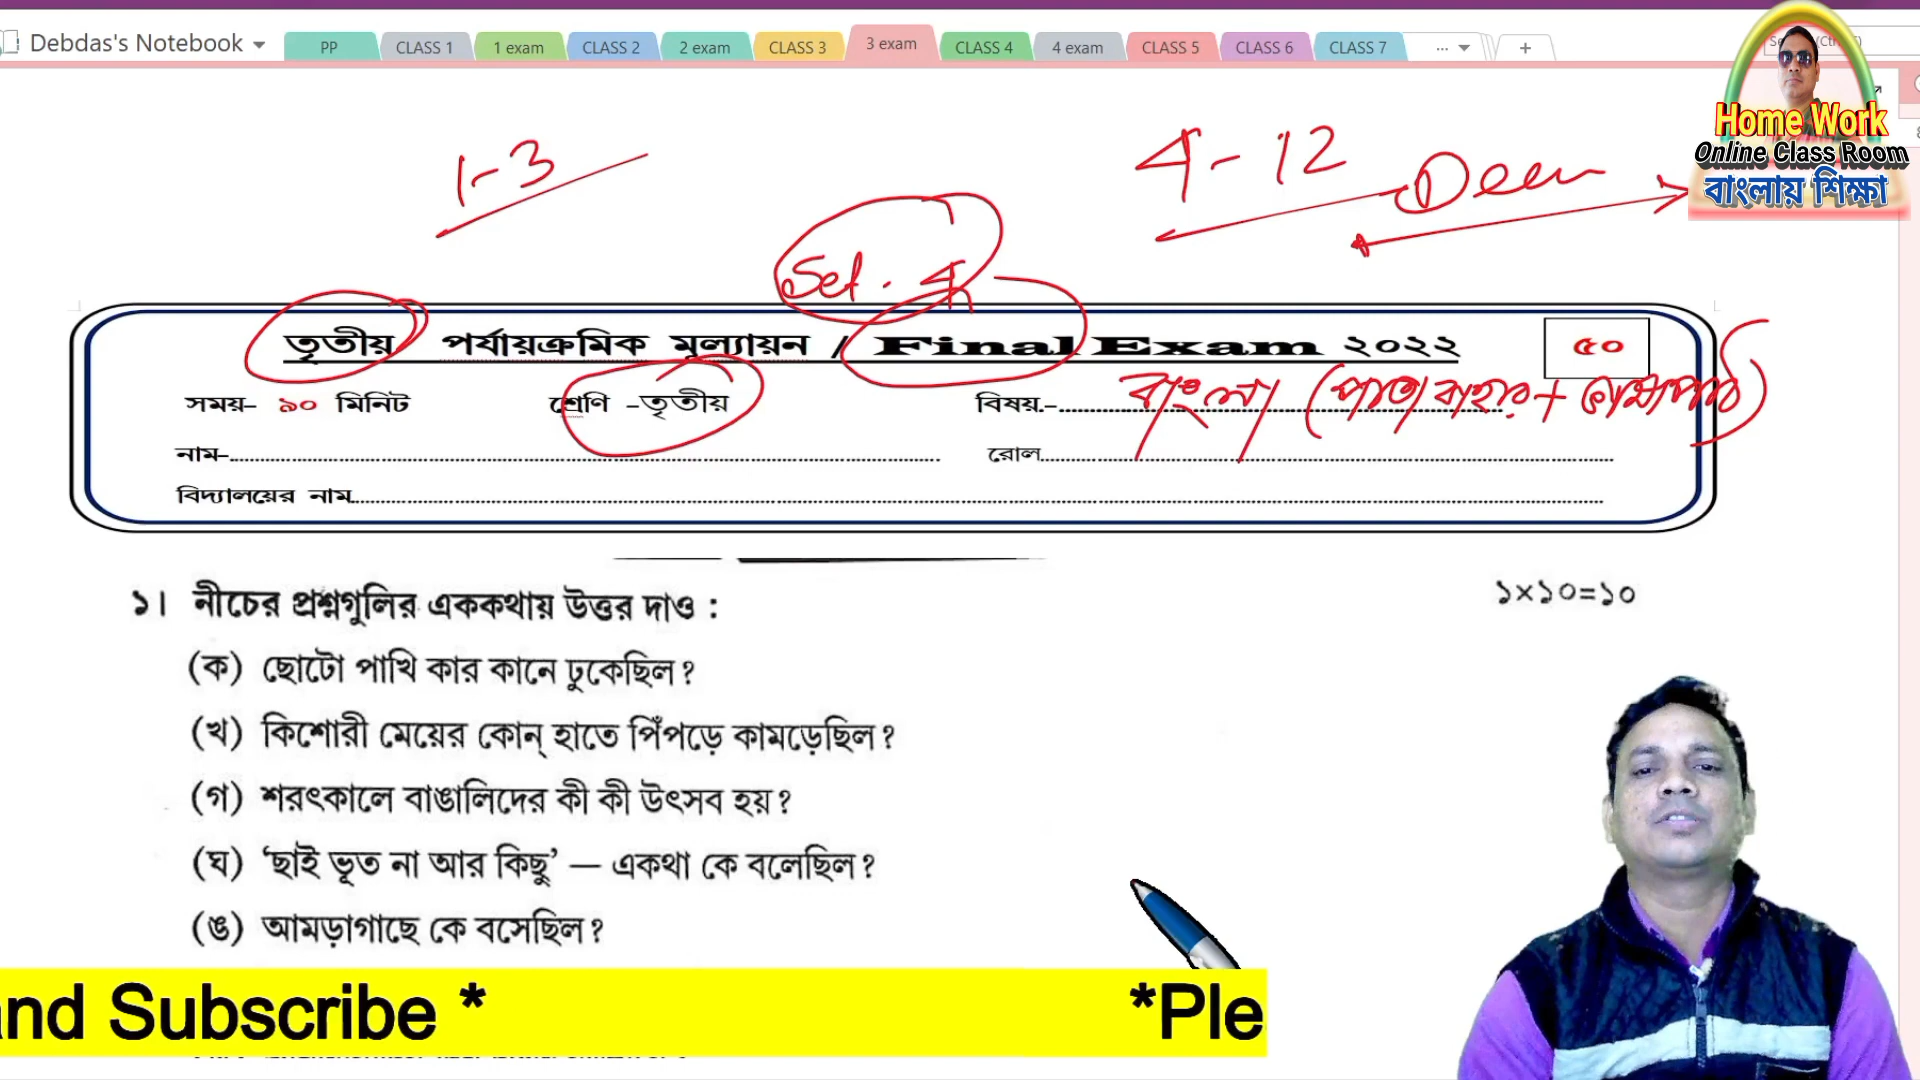 Debdas's Notebook
PP CLASS 1 1 exam CLASS 2 2 exam CLASS 3 3 exam CLASS 4 4 exam CLASS 5 CLASS 6 CLASS 7 ... +
Home Work
Online Class Room
বাংলায় শিক্ষা
1-3
4-12
Set. 4
তৃতীয় পর্যায়ক্রমিক মূল্যায়ন / Final Exam ২০২২
৫০
সময়- ৯০ মিনিট শ্রেণি -তৃতীয় বিষয়.- বাংলা (পাতাবাহার +
নাম- রোল
বিদ্যালয়ের নাম
১। নীচের প্রশ্নগুলির এককথায় উত্তর দাও : ১×১০=১০
(ক) ছোটো পাখি কার কানে ঢুকেছিল?
(খ) কিশোরী মেয়ের কোন্ হাতে পিঁপড়ে কামড়েছিল?
(গ) শরৎকালে বাঙালিদের কী কী উৎসব হয়?
(ঘ) 'ছাই ভূত না আর কিছু' — একথা কে বলেছিল?
(ঙ) আমড়াগাছে কে বসেছিল?
and Subscribe * *Ple